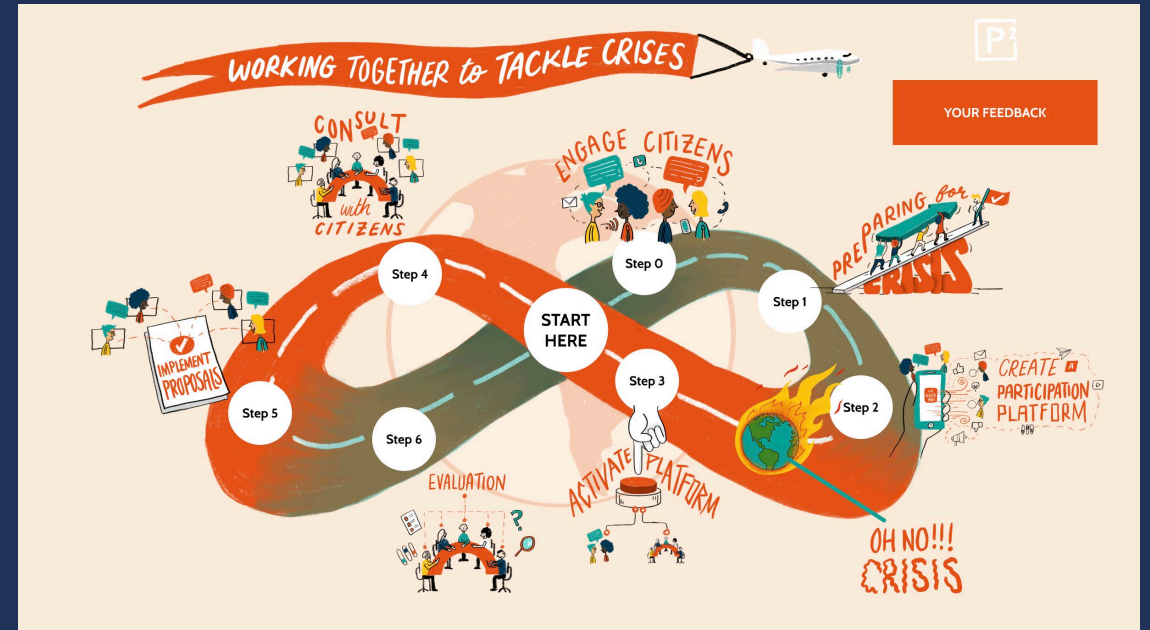 WORKING TOGETHER to TACKLE CRISES
P2
YOUR FEEDBACK
CONSULT
with
CITIZENS
ENGAGE CITIZENS
PREPARING for
CRISIS
Step 4
Step 0
Step 1
START
HERE
IMPLEMENT
PROPOSALS
Step 3
CREATE A
PARTICIPATION
PLATFORM
Step 5
Step 6
Step 2
EVALUATION
ACTIVATE PLATFORM
OH NO!!!
CRISIS